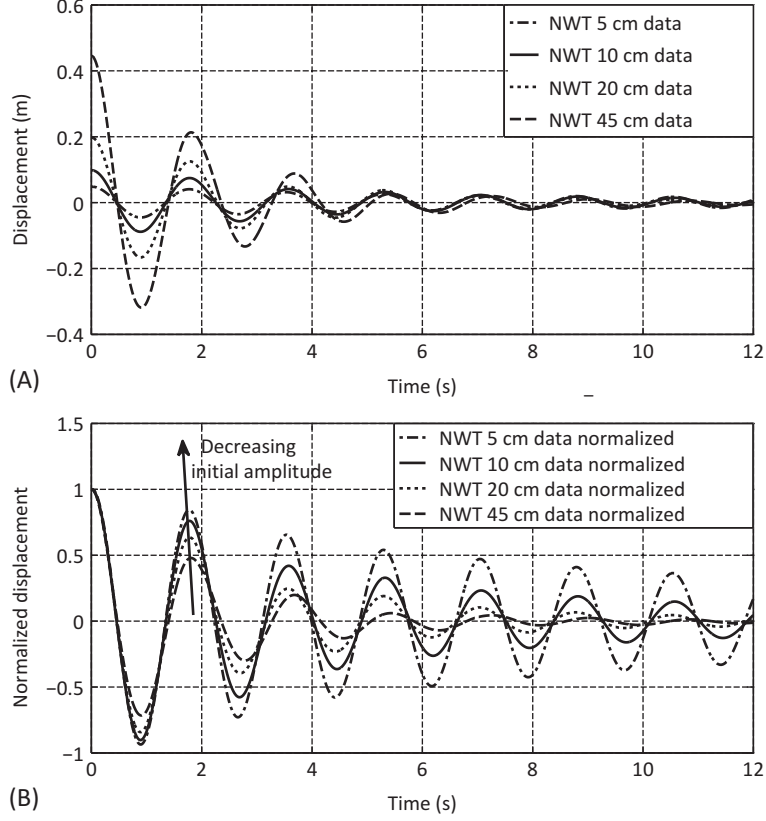 0.6
0.4
0.2
0
−0.2
−0.4
Displacement (m)
NWT 5 cm data
NWT 10 cm data
NWT 20 cm data
NWT 45 cm data
0 2 4 6 8 10 12
Time (s)
(A)
1.5
1
0.5
0
−0.5
−1
Normalized displacement
Decreasing
initial amplitude
NWT 5 cm data normalized
NWT 10 cm data normalized
NWT 20 cm data normalized
NWT 45 cm data normalized
0 2 4 6 8 10 12
Time (s)
(B)